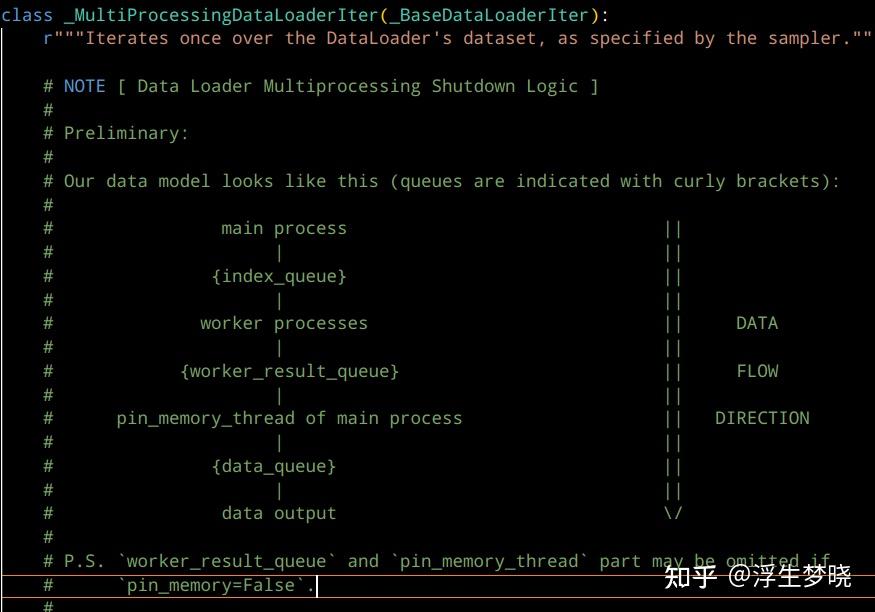 class _MultiProcessingDataLoaderIter(_BaseDataLoaderIter):
    r"""Iterates once over the DataLoader's dataset, as specified by the sampler.""
    # NOTE [ Data Loader Multiprocessing Shutdown Logic ]
    #
    # Preliminary:
    #
    # Our data model looks like this (queues are indicated with curly brackets):
    #
    #                main process                              ||
    #                     |                                    ||
    #               {index_queue}                              ||
    #                     |                                    ||
    #              worker processes                            ||     DATA
    #                     |                                    ||
    #            {worker_result_queue}                         ||     FLOW
    #                     |                                    ||
    #      pin_memory_thread of main process                   ||   DIRECTION
    #                     |                                    ||
    #               {data_queue}                               ||
    #                     |                                    ||
    #                data output                               \/
    #
    # P.S. `worker_result_queue` and `pin_memory_thread` part may be omitted if
    #      `pin_memory=False`.
    #
知乎 @浮生梦晓